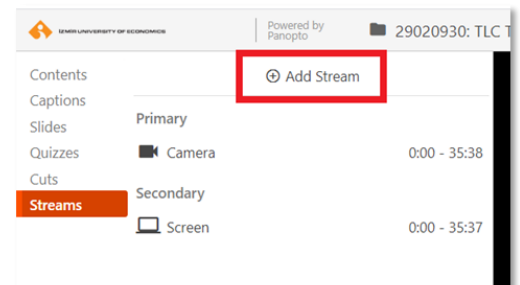 IZMIR UNIVERSITY OF ECONOMICS
Powered by
Panopto
29020930: TLC T
Contents
Captions
Slides
Quizzes
Cuts
Streams
Add Stream
Primary
Camera 0:00 - 35:38
Secondary
Screen 0:00 - 35:37